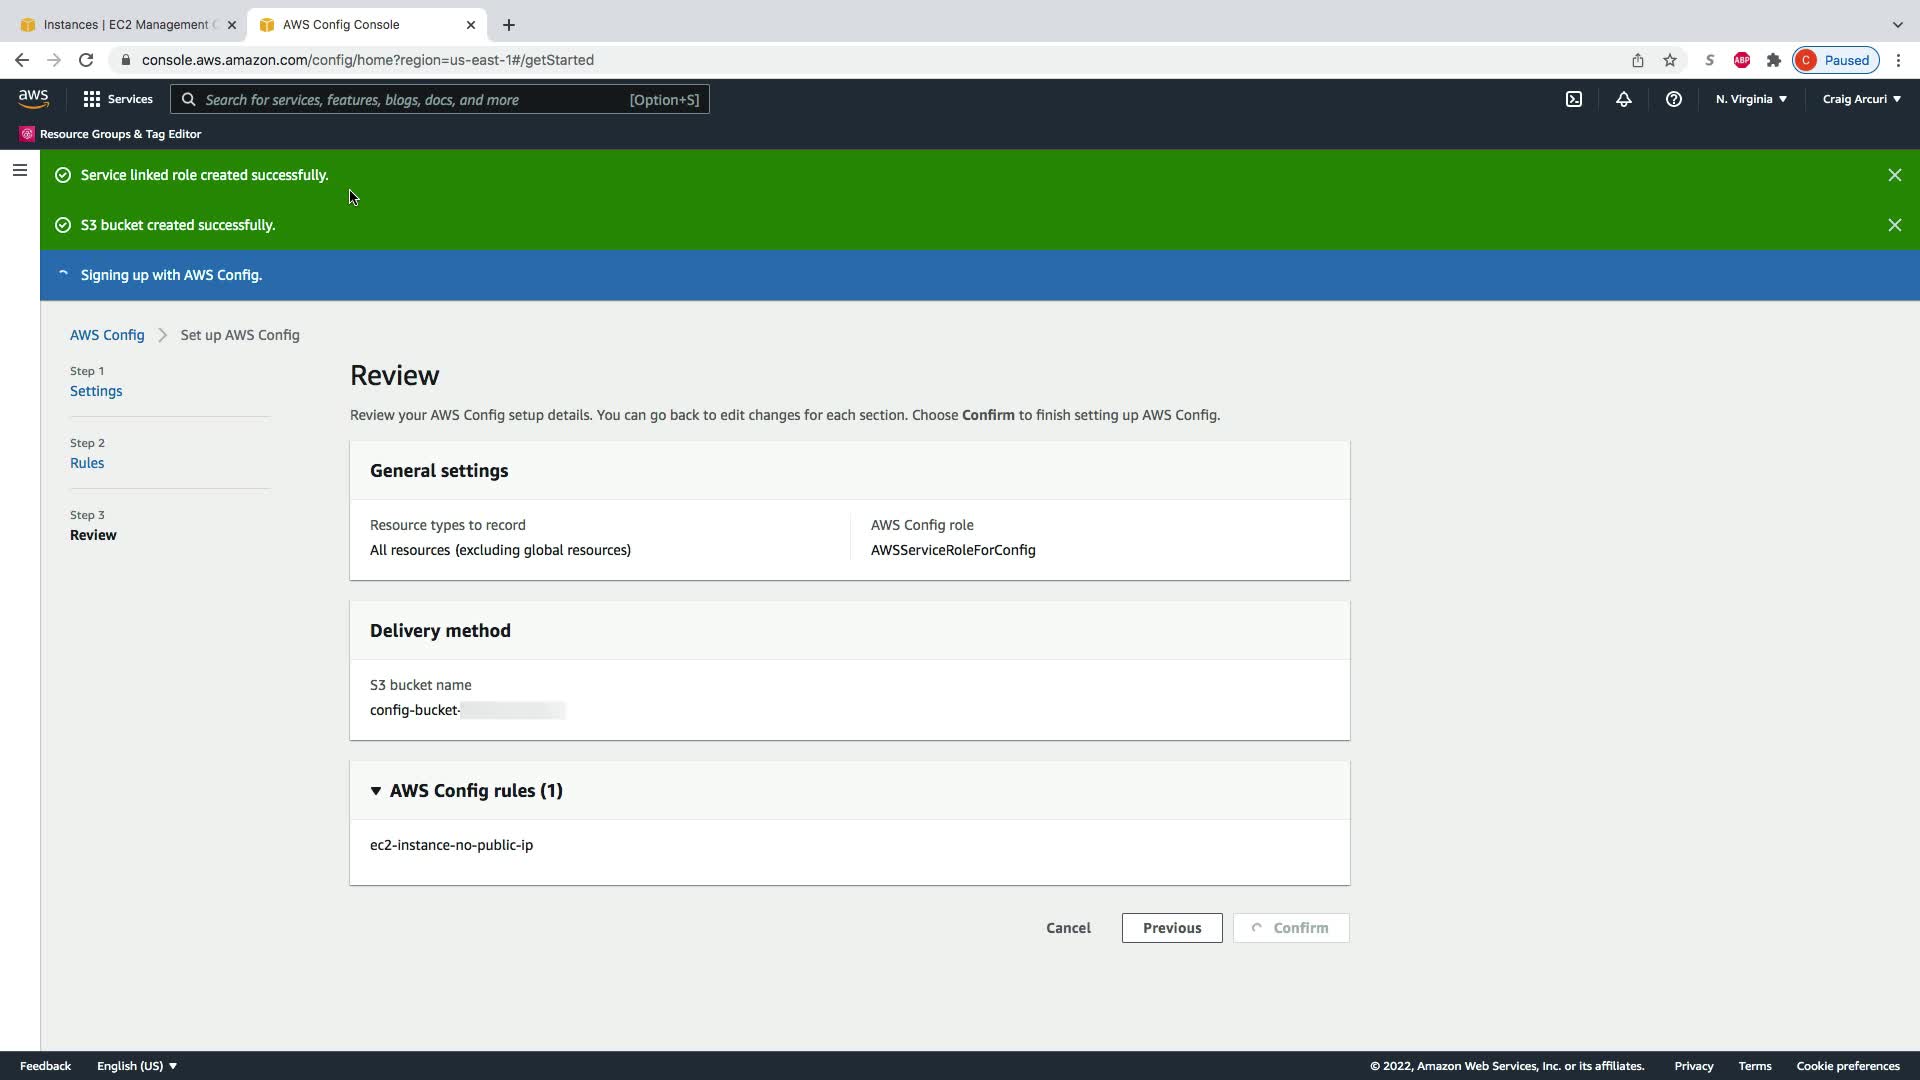 Instances | EC2 Management C
AWS Config Console
console.aws.amazon.com/config/home?region=us-east-1#/getStarted
S
ABP
C
Paused
aws
Services
Search for services, features, blogs, docs, and more
[Option+S]
N. Virginia
Craig Arcuri
Resource Groups & Tag Editor
Service linked role created successfully.
S3 bucket created successfully.
Signing up with AWS Config.
AWS Config
Set up AWS Config
Step 1
Settings
Step 2
Rules
Step 3
Review
Review
Review your AWS Config setup details. You can go back to edit changes for each section. Choose Confirm to finish setting up AWS Config.
General settings
Resource types to record
All resources (excluding global resources)
AWS Config role
AWSServiceRoleForConfig
Delivery method
S3 bucket name
config-bucket-
AWS Config rules (1)
ec2-instance-no-public-ip
Cancel
Previous
Confirm
Feedback
English (US)
© 2022, Amazon Web Services, Inc. or its affiliates.
Privacy
Terms
Cookie preferences